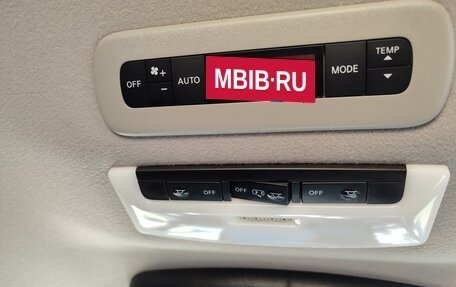 OFF + − AUTO MBIB·RU MODE TEMP
OFF OFF OFF